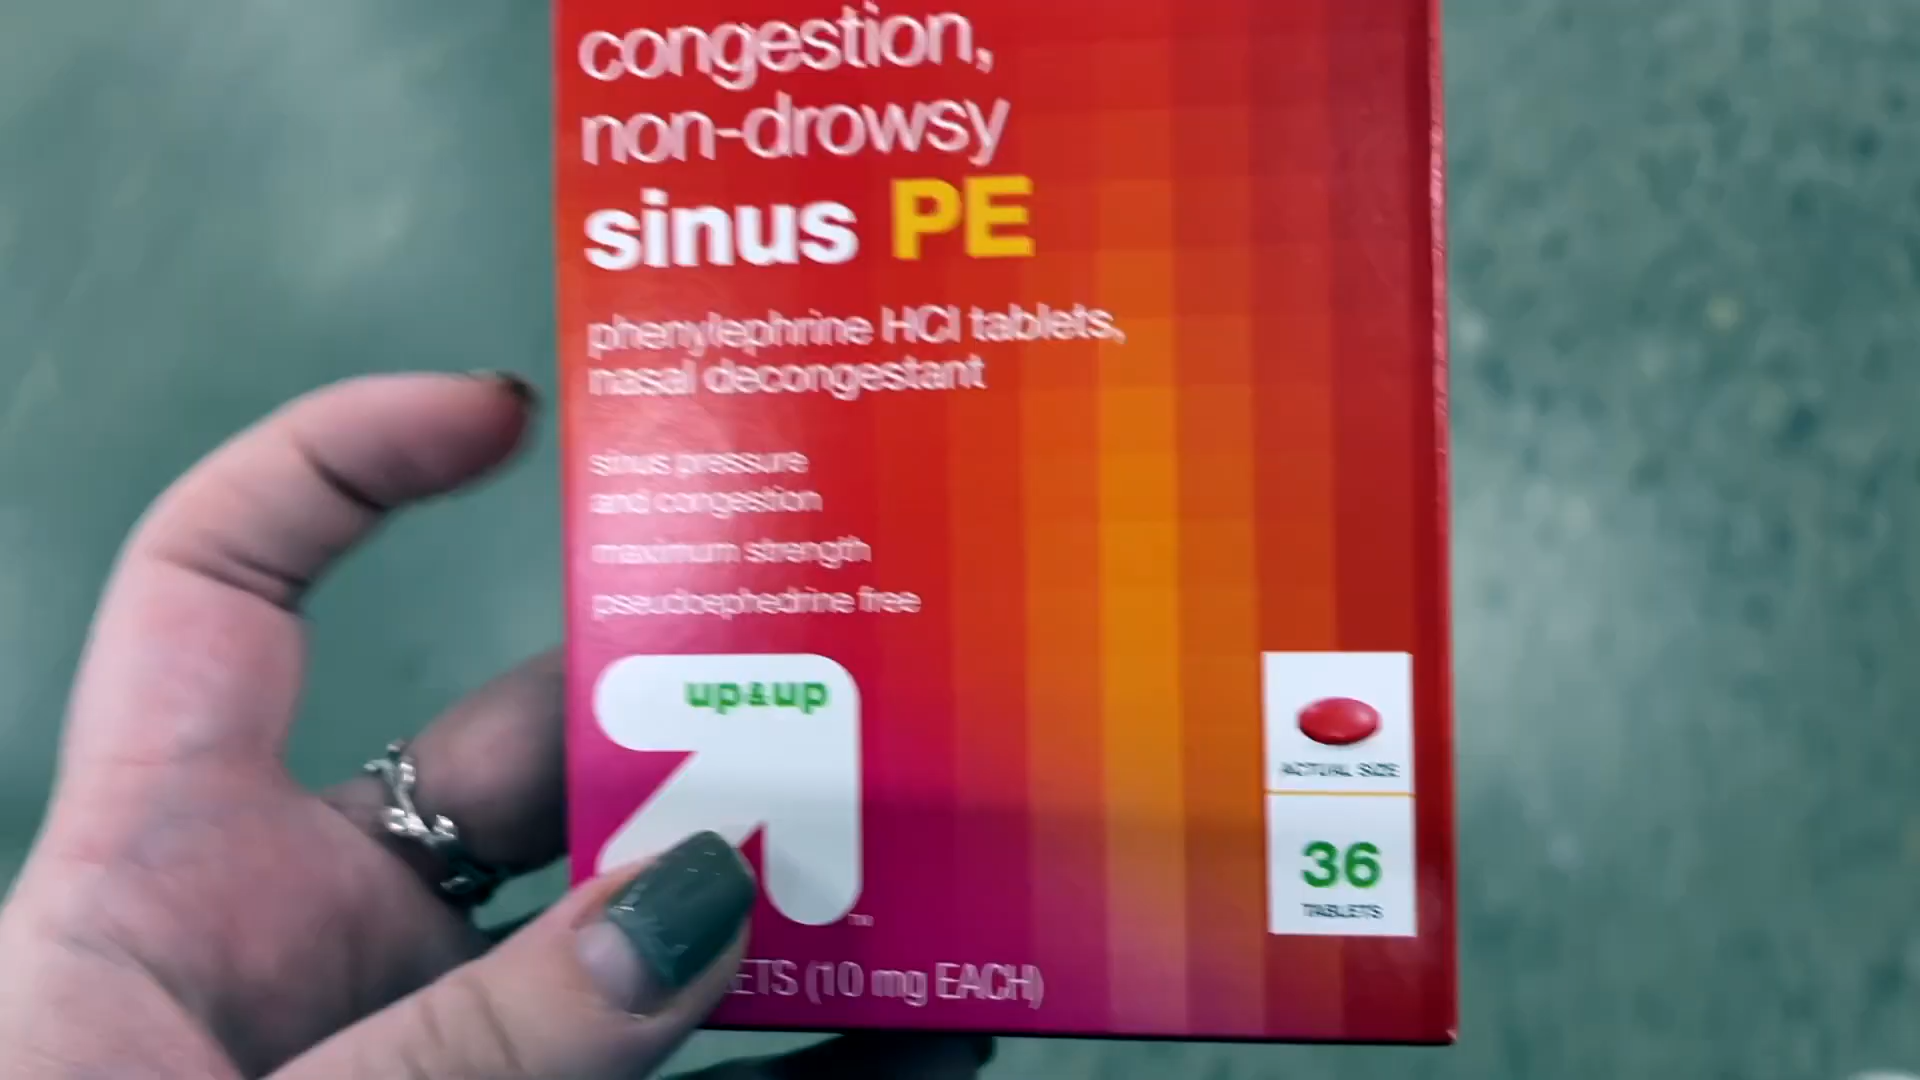 congestion,
non-drowsy
sinus PE
phenylephrine HCl tablets,
nasal decongestant
sinus pressure
and congestion
maximum strength
pseudoephedrine free
up&up
TM
ACTUAL SIZE
36
TABLETS
(10 mg EACH)